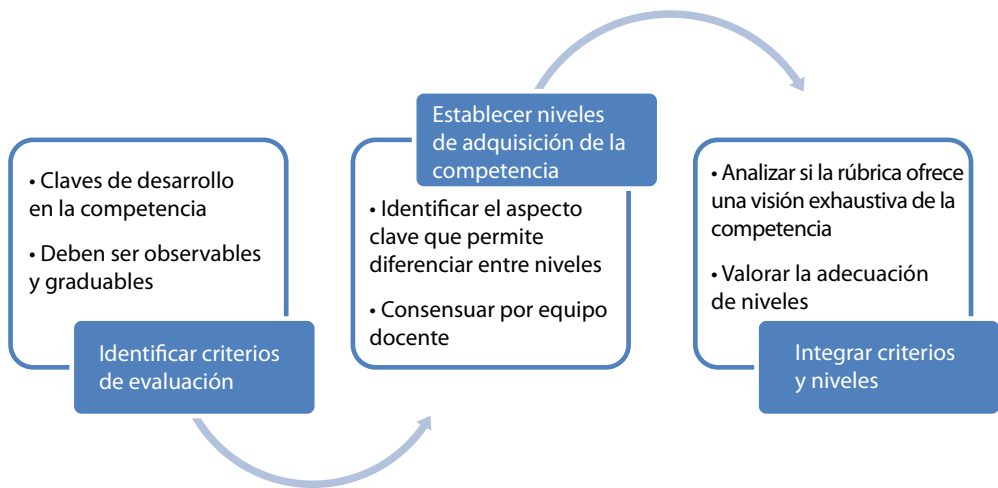 • Claves de desarrollo
en la competencia
• Deben ser observables
y graduables
Identificar criterios
de evaluación
Establecer niveles
de adquisición de la
competencia
• Identificar el aspecto
clave que permite
diferenciar entre niveles
• Consensuar por equipo
docente
• Analizar si la rúbrica ofrece
una visión exhaustiva de la
competencia
• Valorar la adecuación
de niveles
Integrar criterios
y niveles